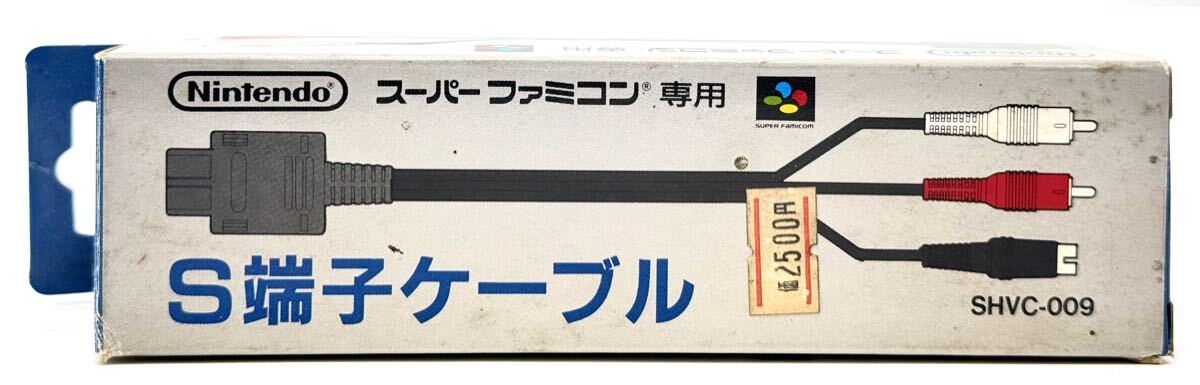 Nintendo®
スーパーファミコン® 専用
SUPER FAMICOM
S端子ケーブル
2500円
SHVC-009